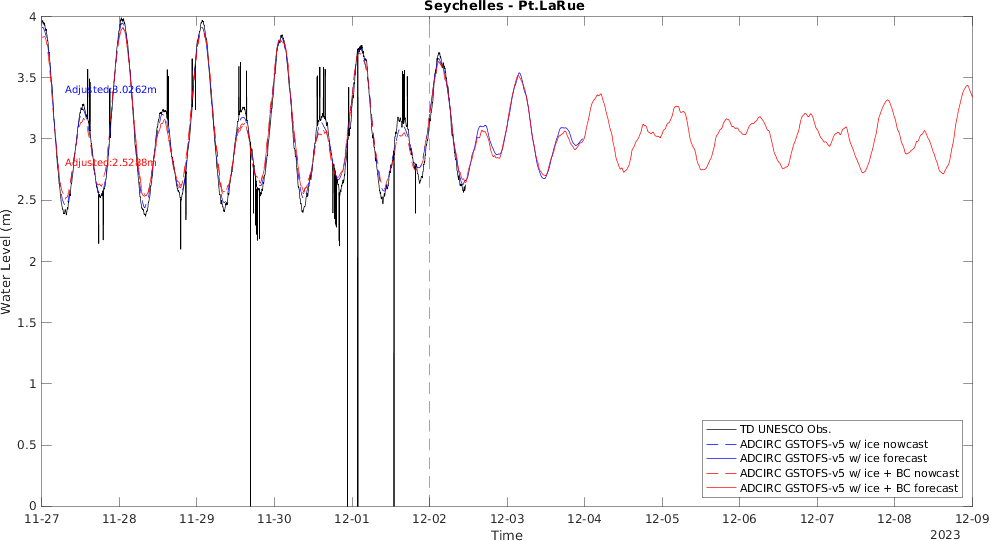 Seychelles - Pt.LaRue
Water Level (m)
4
3.5
3
2.5
2
1.5
1
0.5
0
Adjusted:3.0262m
Adjusted:2.5288m
TD UNESCO Obs.
ADCIRC GSTOFS-v5 w/ ice nowcast
ADCIRC GSTOFS-v5 w/ ice forecast
ADCIRC GSTOFS-v5 w/ ice + BC nowcast
ADCIRC GSTOFS-v5 w/ ice + BC forecast
11-27 11-28 11-29 11-30 12-01 12-02 12-03 12-04 12-05 12-06 12-07 12-08 12-09
Time
2023